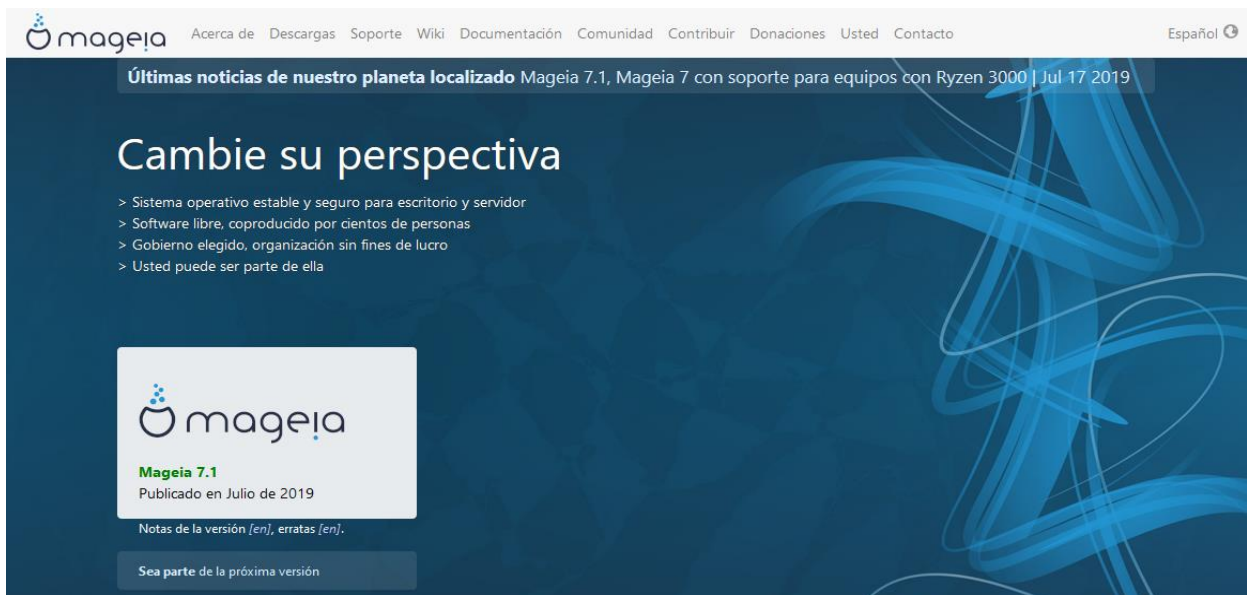 mageia Acerca de Descargas Soporte Wiki Documentación Comunidad Contribuir Donaciones Usted Contacto Español
Últimas noticias de nuestro planeta localizado Mageia 7.1, Mageia 7 con soporte para equipos con Ryzen 3000 | Jul 17 2019
Cambie su perspectiva
> Sistema operativo estable y seguro para escritorio y servidor
> Software libre, coproducido por cientos de personas
> Gobierno elegido, organización sin fines de lucro
> Usted puede ser parte de ella
mageia
Mageia 7.1
Publicado en Julio de 2019
Notas de la versión [en], erratas [en].
Sea parte de la próxima versión